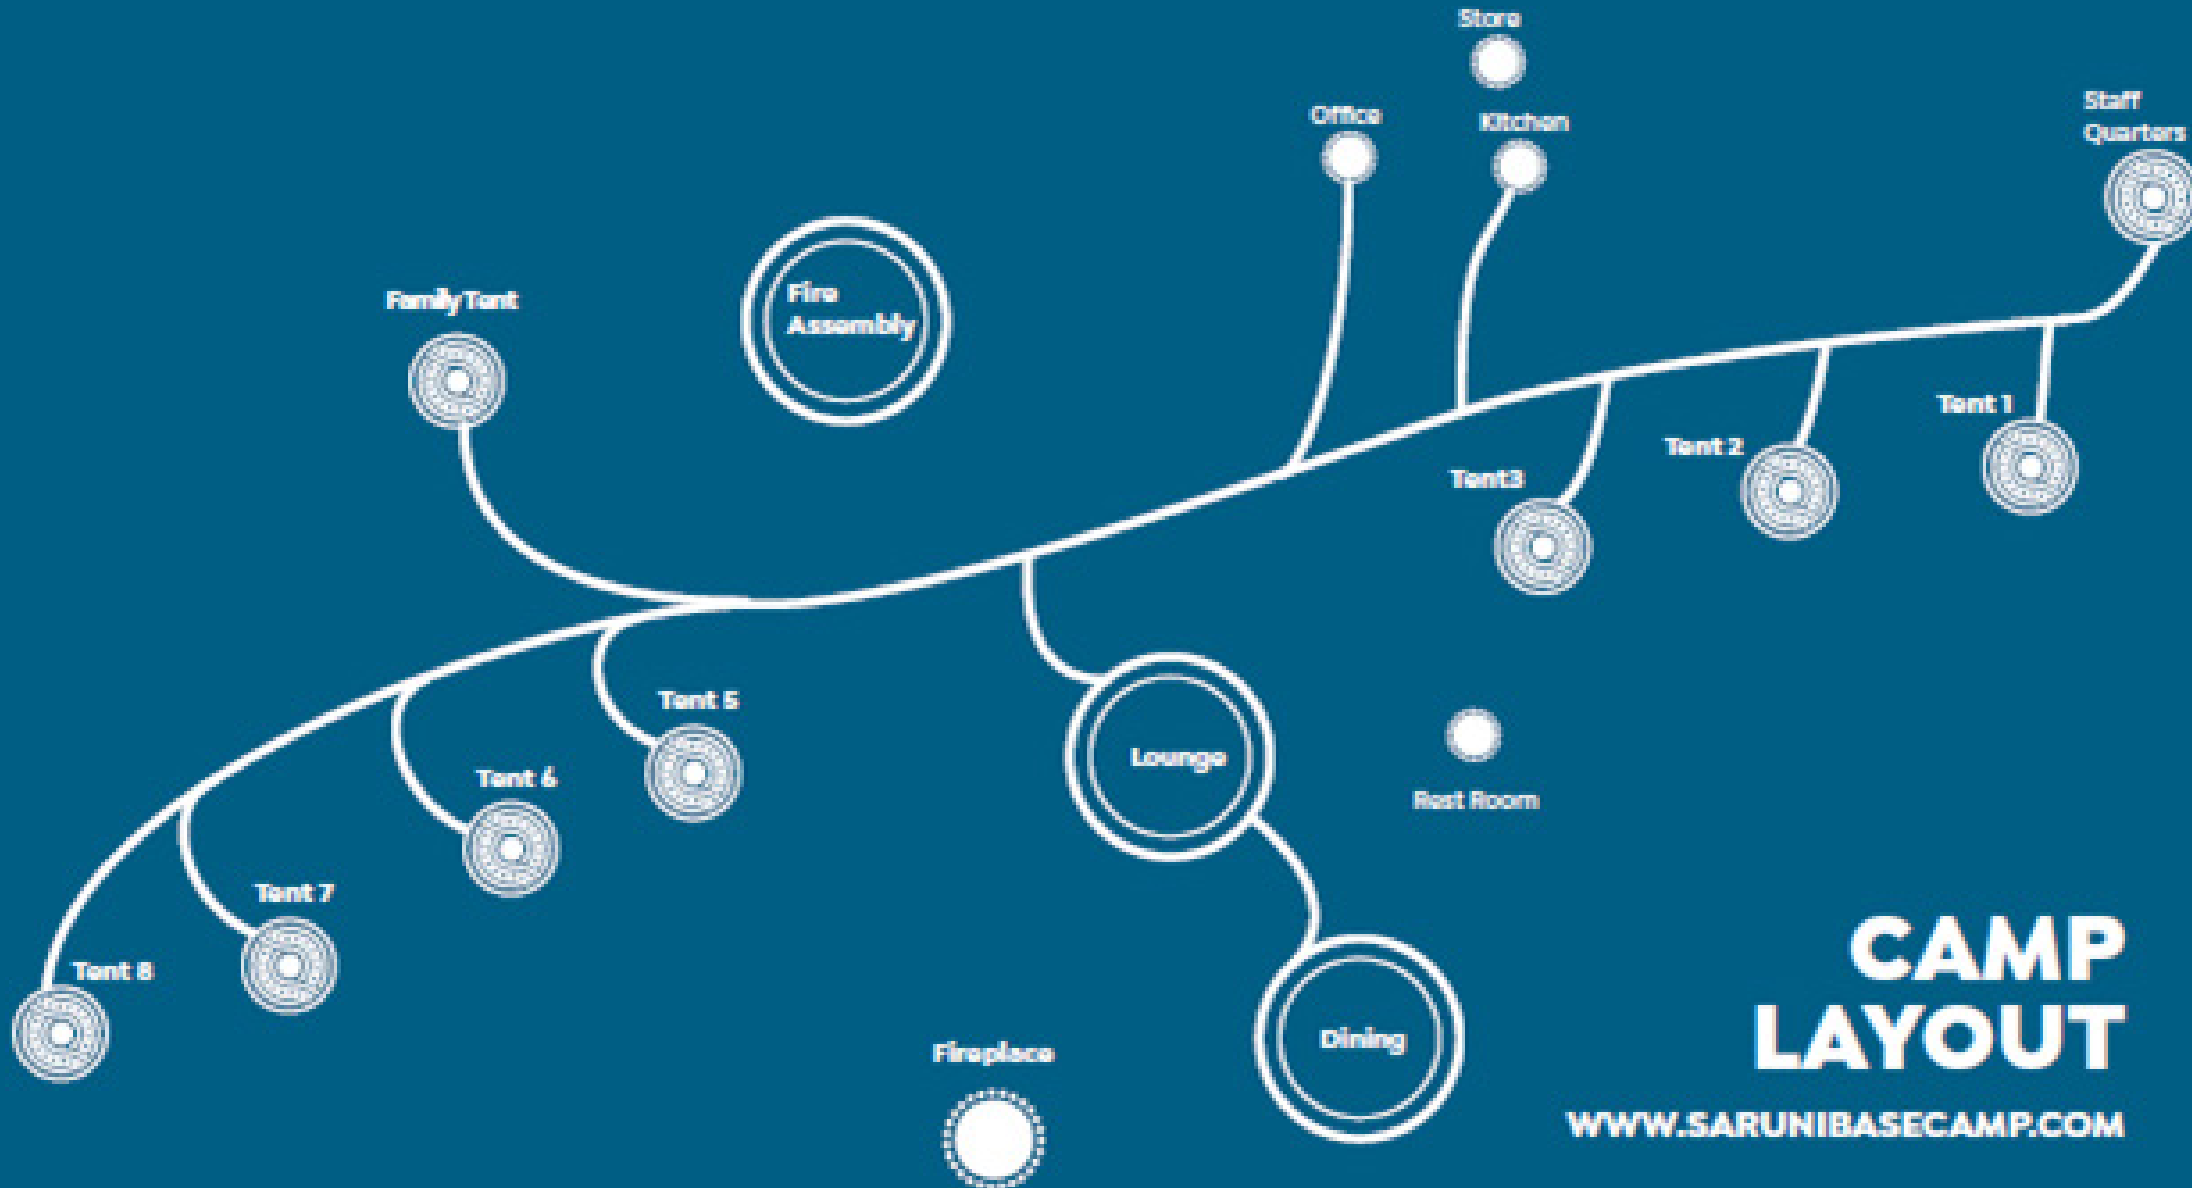 Store
Office
Kitchen
Staff
Quarters
Family Tent
Fire
Assembly
Tent 1
Tent 2
Tent3
Tent 5
Tent 6
Tent 7
Tent 8
Lounge
Rest Room
Dining
Fireplace
CAMP
LAYOUT
WWW.SARUNIBASECAMP.COM